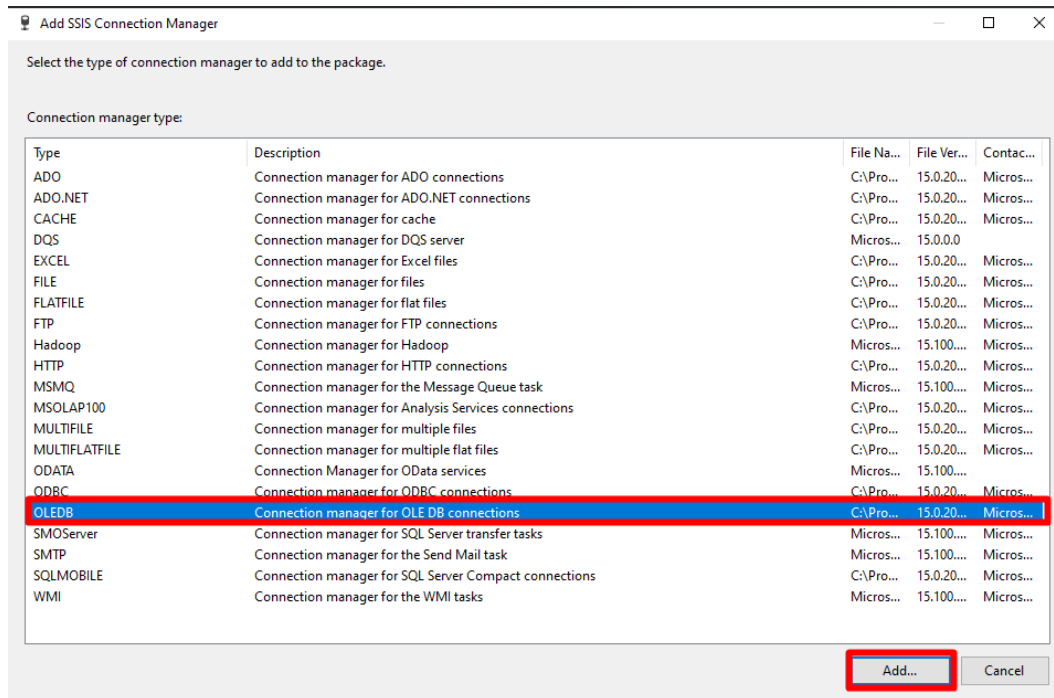 Add SSIS Connection Manager
Select the type of connection manager to add to the package.
Connection manager type:
Type Description File Na... File Ver... Contac...
ADO Connection manager for ADO connections C:\Pro... 15.0.20... Micros...
ADO.NET Connection manager for ADO.NET connections C:\Pro... 15.0.20... Micros...
CACHE Connection manager for cache C:\Pro... 15.0.20... Micros...
DQS Connection manager for DQS server Micros... 15.0.0.0
EXCEL Connection manager for Excel files C:\Pro... 15.0.20... Micros...
FILE Connection manager for files C:\Pro... 15.0.20... Micros...
FLATFILE Connection manager for flat files C:\Pro... 15.0.20... Micros...
FTP Connection manager for FTP connections C:\Pro... 15.0.20... Micros...
Hadoop Connection manager for Hadoop Micros... 15.100.... Micros...
HTTP Connection manager for HTTP connections C:\Pro... 15.0.20... Micros...
MSMQ Connection manager for the Message Queue task Micros... 15.100.... Micros...
MSOLAP100 Connection manager for Analysis Services connections C:\Pro... 15.0.20... Micros...
MULTIFILE Connection manager for multiple files C:\Pro... 15.0.20... Micros...
MULTIFLATFILE Connection manager for multiple flat files C:\Pro... 15.0.20... Micros...
ODATA Connection Manager for OData services Micros... 15.100....
ODBC Connection manager for ODBC connections C:\Pro... 15.0.20... Micros...
OLEDB Connection manager for OLE DB connections C:\Pro... 15.0.20... Micros...
SMOServer Connection manager for SQL Server transfer tasks Micros... 15.100.... Micros...
SMTP Connection manager for the Send Mail task Micros... 15.100.... Micros...
SQLMOBILE Connection manager for SQL Server Compact connections C:\Pro... 15.0.20... Micros...
WMI Connection manager for the WMI tasks Micros... 15.100.... Micros...
Add... Cancel